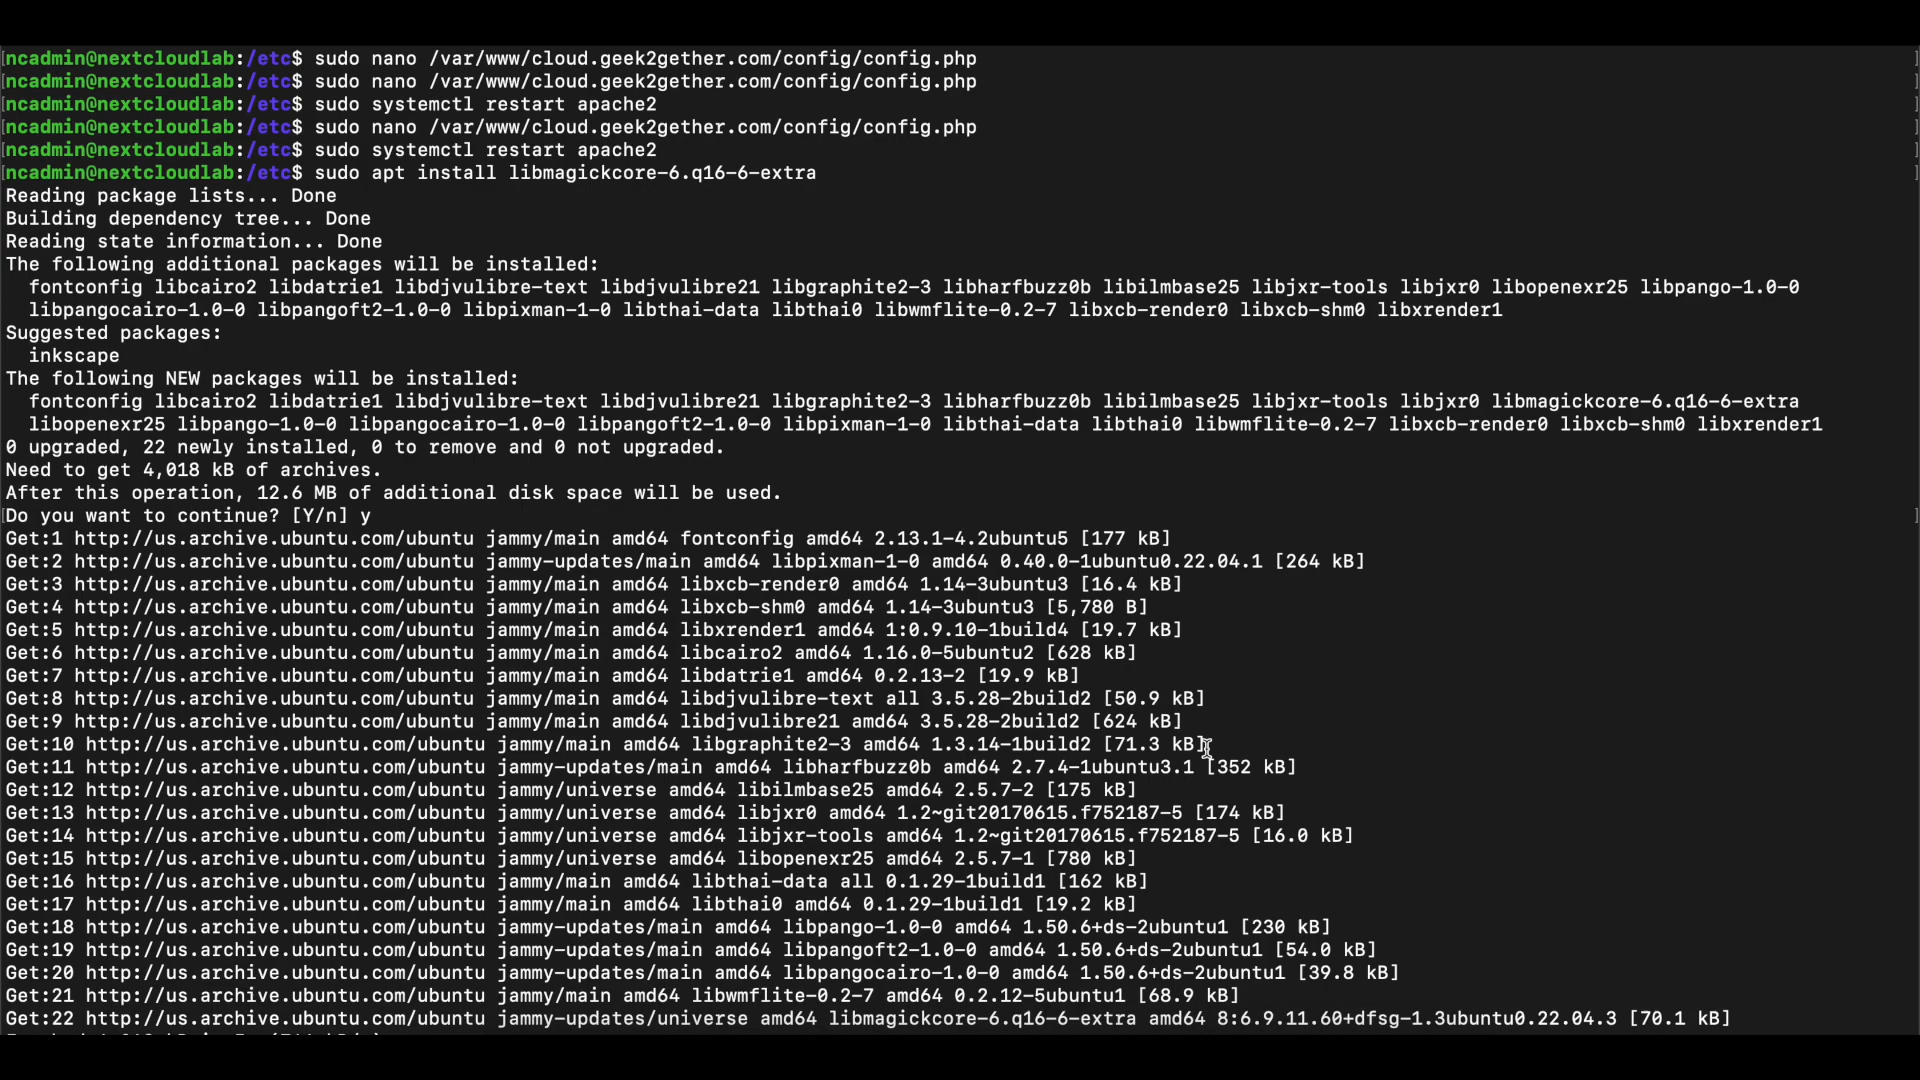 [ncadmin@nextcloudlab:/etc$ sudo nano /var/www/cloud.geek2gether.com/config/config.php ]
[ncadmin@nextcloudlab:/etc$ sudo nano /var/www/cloud.geek2gether.com/config/config.php ]
[ncadmin@nextcloudlab:/etc$ sudo systemctl restart apache2 ]
[ncadmin@nextcloudlab:/etc$ sudo nano /var/www/cloud.geek2gether.com/config/config.php ]
[ncadmin@nextcloudlab:/etc$ sudo systemctl restart apache2 ]
[ncadmin@nextcloudlab:/etc$ sudo apt install libmagickcore-6.q16-6-extra ]
Reading package lists... Done
Building dependency tree... Done
Reading state information... Done
The following additional packages will be installed:
  fontconfig libcairo2 libdatrie1 libdjvulibre-text libdjvulibre21 libgraphite2-3 libharfbuzz0b libilmbase25 libjxr-tools libjxr0 libopenexr25 libpango-1.0-0
  libpangocairo-1.0-0 libpangoft2-1.0-0 libpixman-1-0 libthai-data libthai0 libwmflite-0.2-7 libxcb-render0 libxcb-shm0 libxrender1
Suggested packages:
  inkscape
The following NEW packages will be installed:
  fontconfig libcairo2 libdatrie1 libdjvulibre-text libdjvulibre21 libgraphite2-3 libharfbuzz0b libilmbase25 libjxr-tools libjxr0 libmagickcore-6.q16-6-extra
  libopenexr25 libpango-1.0-0 libpangocairo-1.0-0 libpangoft2-1.0-0 libpixman-1-0 libthai-data libthai0 libwmflite-0.2-7 libxcb-render0 libxcb-shm0 libxrender1
0 upgraded, 22 newly installed, 0 to remove and 0 not upgraded.
Need to get 4,018 kB of archives.
After this operation, 12.6 MB of additional disk space will be used.
[Do you want to continue? [Y/n] y ]
Get:1 http://us.archive.ubuntu.com/ubuntu jammy/main amd64 fontconfig amd64 2.13.1-4.2ubuntu5 [177 kB]
Get:2 http://us.archive.ubuntu.com/ubuntu jammy-updates/main amd64 libpixman-1-0 amd64 0.40.0-1ubuntu0.22.04.1 [264 kB]
Get:3 http://us.archive.ubuntu.com/ubuntu jammy/main amd64 libxcb-render0 amd64 1.14-3ubuntu3 [16.4 kB]
Get:4 http://us.archive.ubuntu.com/ubuntu jammy/main amd64 libxcb-shm0 amd64 1.14-3ubuntu3 [5,780 B]
Get:5 http://us.archive.ubuntu.com/ubuntu jammy/main amd64 libxrender1 amd64 1:0.9.10-1build4 [19.7 kB]
Get:6 http://us.archive.ubuntu.com/ubuntu jammy/main amd64 libcairo2 amd64 1.16.0-5ubuntu2 [628 kB]
Get:7 http://us.archive.ubuntu.com/ubuntu jammy/main amd64 libdatrie1 amd64 0.2.13-2 [19.9 kB]
Get:8 http://us.archive.ubuntu.com/ubuntu jammy/main amd64 libdjvulibre-text all 3.5.28-2build2 [50.9 kB]
Get:9 http://us.archive.ubuntu.com/ubuntu jammy/main amd64 libdjvulibre21 amd64 3.5.28-2build2 [624 kB]
Get:10 http://us.archive.ubuntu.com/ubuntu jammy/main amd64 libgraphite2-3 amd64 1.3.14-1build2 [71.3 kB]
Get:11 http://us.archive.ubuntu.com/ubuntu jammy-updates/main amd64 libharfbuzz0b amd64 2.7.4-1ubuntu3.1 [352 kB]
Get:12 http://us.archive.ubuntu.com/ubuntu jammy/universe amd64 libilmbase25 amd64 2.5.7-2 [175 kB]
Get:13 http://us.archive.ubuntu.com/ubuntu jammy/universe amd64 libjxr0 amd64 1.2~git20170615.f752187-5 [174 kB]
Get:14 http://us.archive.ubuntu.com/ubuntu jammy/universe amd64 libjxr-tools amd64 1.2~git20170615.f752187-5 [16.0 kB]
Get:15 http://us.archive.ubuntu.com/ubuntu jammy/universe amd64 libopenexr25 amd64 2.5.7-1 [780 kB]
Get:16 http://us.archive.ubuntu.com/ubuntu jammy/main amd64 libthai-data all 0.1.29-1build1 [162 kB]
Get:17 http://us.archive.ubuntu.com/ubuntu jammy/main amd64 libthai0 amd64 0.1.29-1build1 [19.2 kB]
Get:18 http://us.archive.ubuntu.com/ubuntu jammy-updates/main amd64 libpango-1.0-0 amd64 1.50.6+ds-2ubuntu1 [230 kB]
Get:19 http://us.archive.ubuntu.com/ubuntu jammy-updates/main amd64 libpangoft2-1.0-0 amd64 1.50.6+ds-2ubuntu1 [54.0 kB]
Get:20 http://us.archive.ubuntu.com/ubuntu jammy-updates/main amd64 libpangocairo-1.0-0 amd64 1.50.6+ds-2ubuntu1 [39.8 kB]
Get:21 http://us.archive.ubuntu.com/ubuntu jammy/main amd64 libwmflite-0.2-7 amd64 0.2.12-5ubuntu1 [68.9 kB]
Get:22 http://us.archive.ubuntu.com/ubuntu jammy-updates/universe amd64 libmagickcore-6.q16-6-extra amd64 8:6.9.11.60+dfsg-1.3ubuntu0.22.04.3 [70.1 kB]